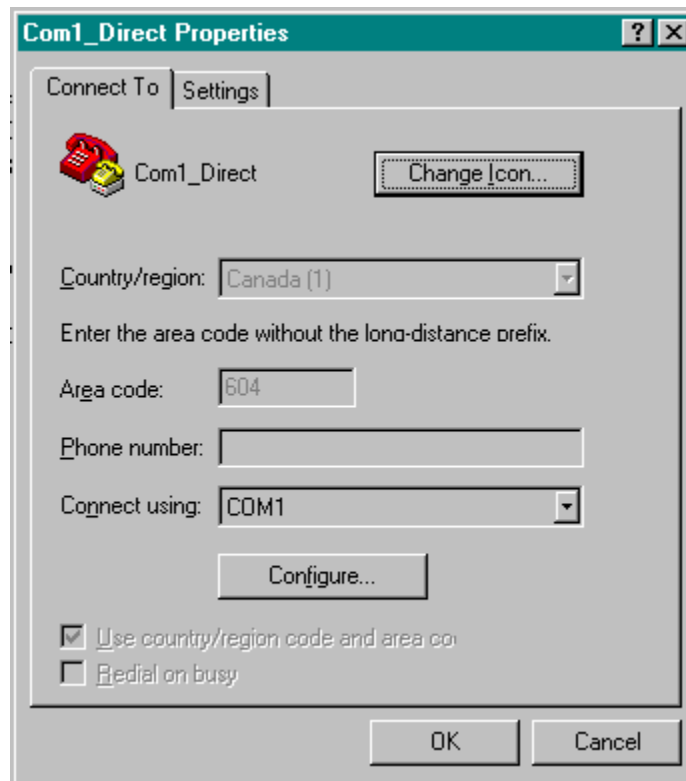 Com1_Direct Properties
Connect To Settings
Com1_Direct Change Icon...
Country/region: Canada (1)
Enter the area code without the long-distance prefix.
Area code: 604
Phone number:
Connect using: COM1
Configure...
Use country/region code and area co
Redial on busy
OK Cancel